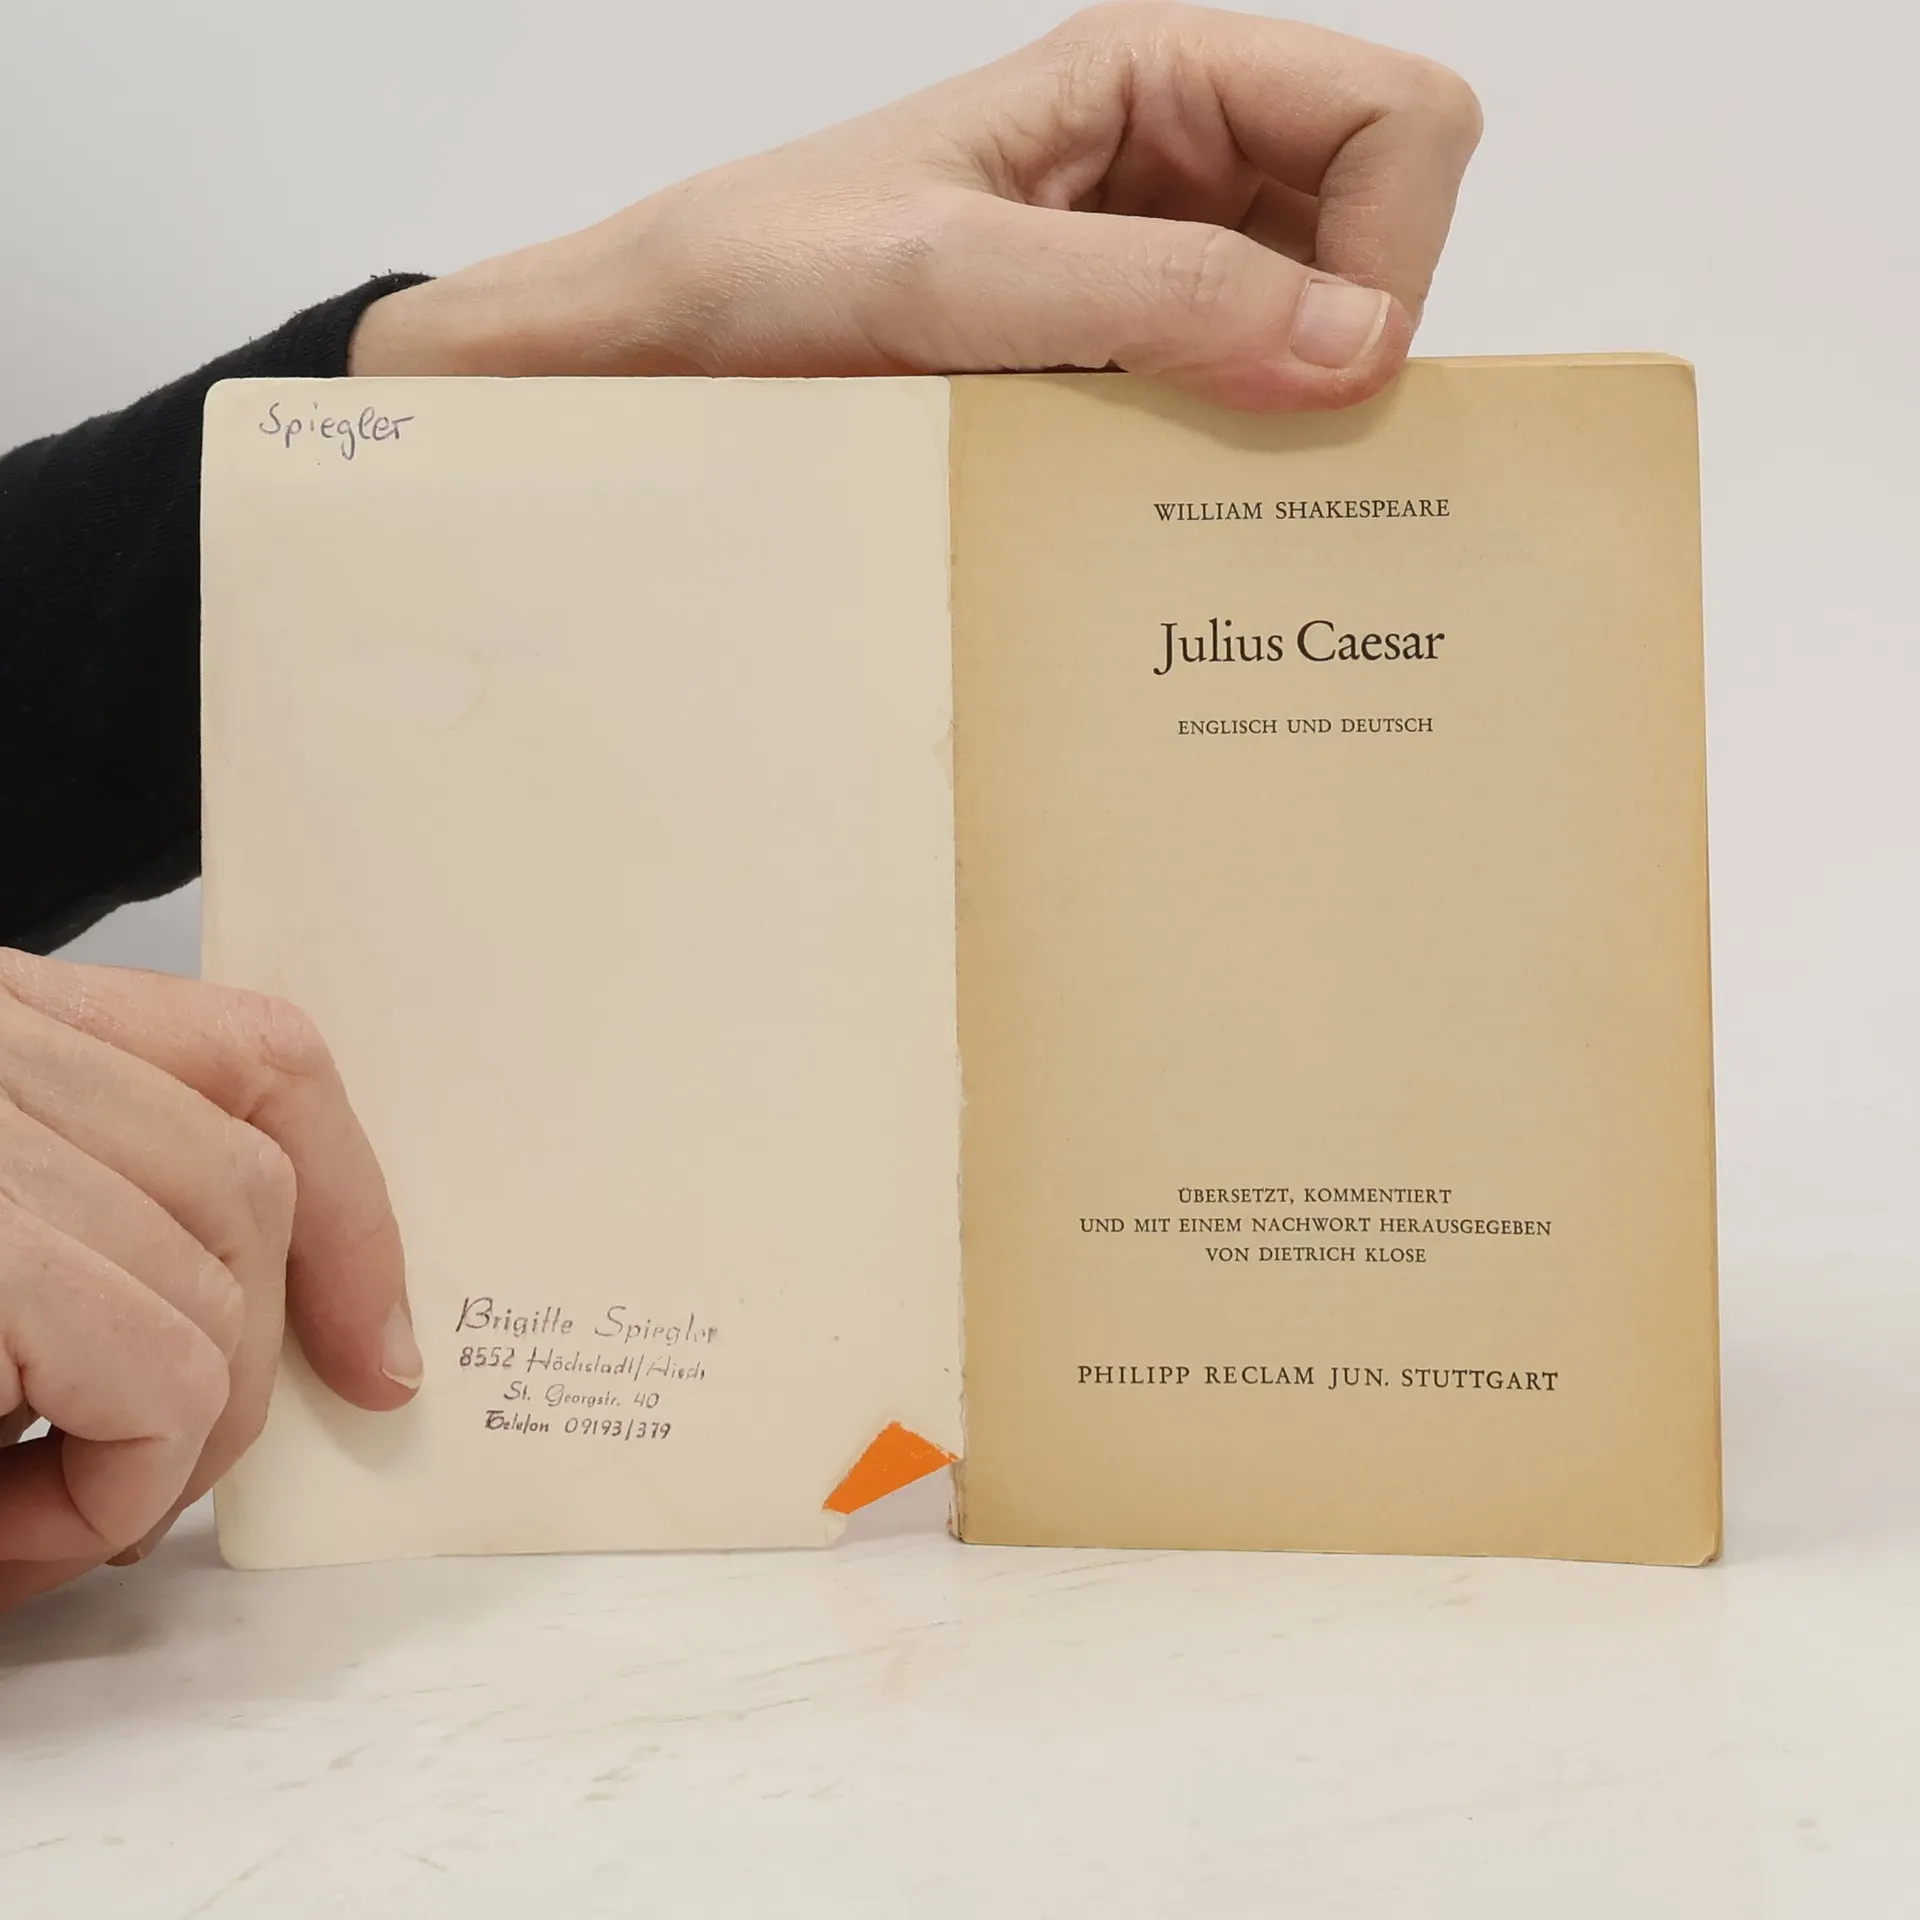 Spiegler
Brigitte Spiegler
8552 Höchstadt/Aisch
St. Georgstr. 40
Telefon 09193/379
WILLIAM SHAKESPEARE
Julius Caesar
ENGLISCH UND DEUTSCH
ÜBERSETZT, KOMMENTIERT
UND MIT EINEM NACHWORT HERAUSGEGEBEN
VON DIETRICH KLOSE
PHILIPP RECLAM JUN. STUTTGART